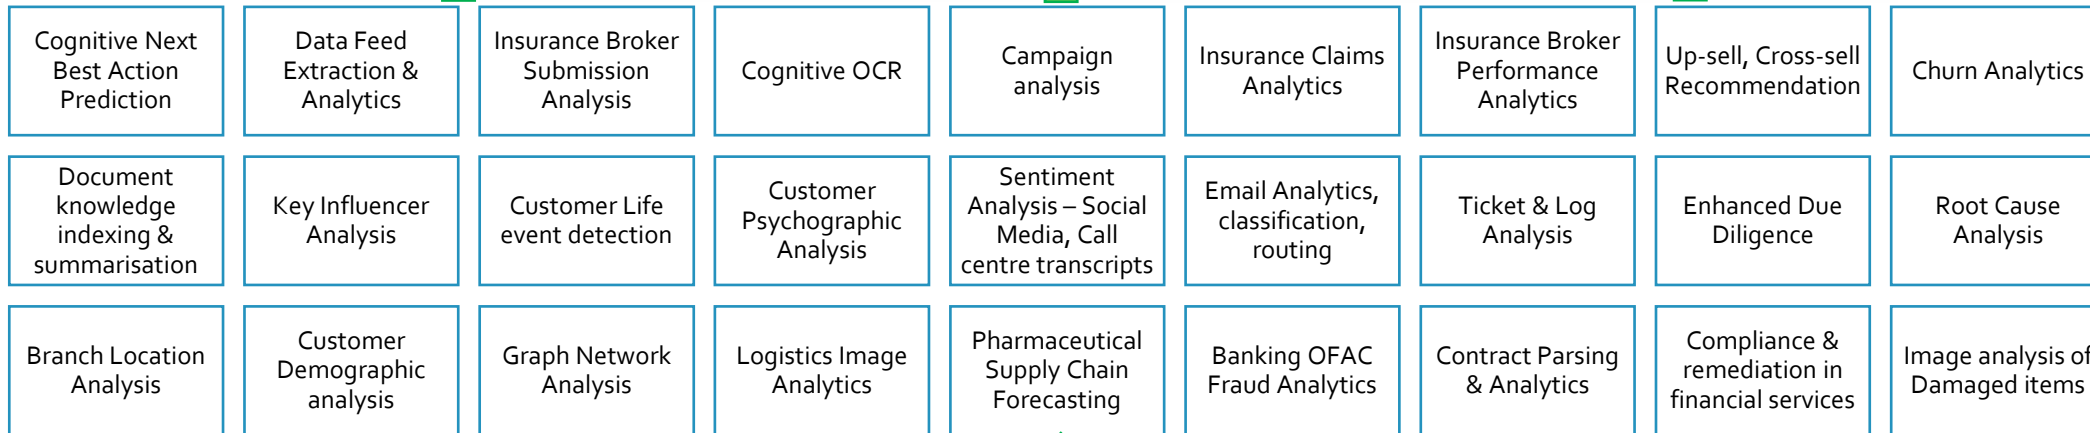 Cognitive Next
Best Action
Prediction
Data Feed
Extraction &
Analytics
Insurance Broker
Submission
Analysis
Cognitive OCR
Campaign
analysis
Insurance Claims
Analytics
Insurance Broker
Performance
Analytics
Up-sell, Cross-sell
Recommendation
Churn Analytics
Document
knowledge
indexing &
summarisation
Key Influencer
Analysis
Customer Life
event detection
Customer
Psychographic
Analysis
Sentiment
Analysis – Social
Media, Call
centre transcripts
Email Analytics,
classification,
routing
Ticket & Log
Analysis
Enhanced Due
Diligence
Root Cause
Analysis
Branch Location
Analysis
Customer
Demographic
analysis
Graph Network
Analysis
Logistics Image
Analytics
Pharmaceutical
Supply Chain
Forecasting
Banking OFAC
Fraud Analytics
Contract Parsing
& Analytics
Compliance &
remediation in
financial services
Image analysis of
Damaged items